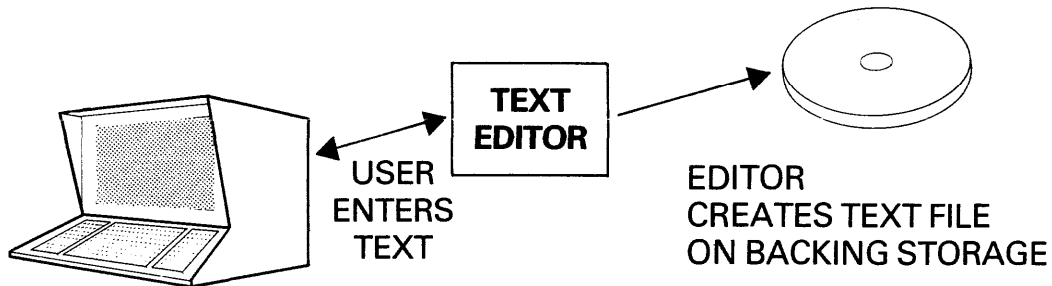 TEXT
EDITOR
USER
ENTERS
TEXT
EDITOR
CREATES TEXT FILE
ON BACKING STORAGE